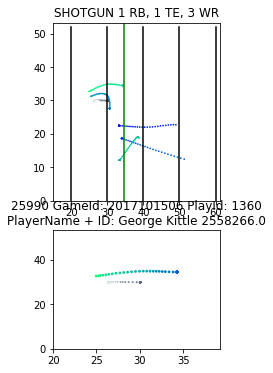 SHOTGUN 1 RB, 1 TE, 3 WR
50
40
30
20
10
0
20 30 40 50 60
25990 GameId: 2017101506 PlayId: 1360
PlayerName + ID: George Kittle 2558266.0
40
20
0
20 25 30 35